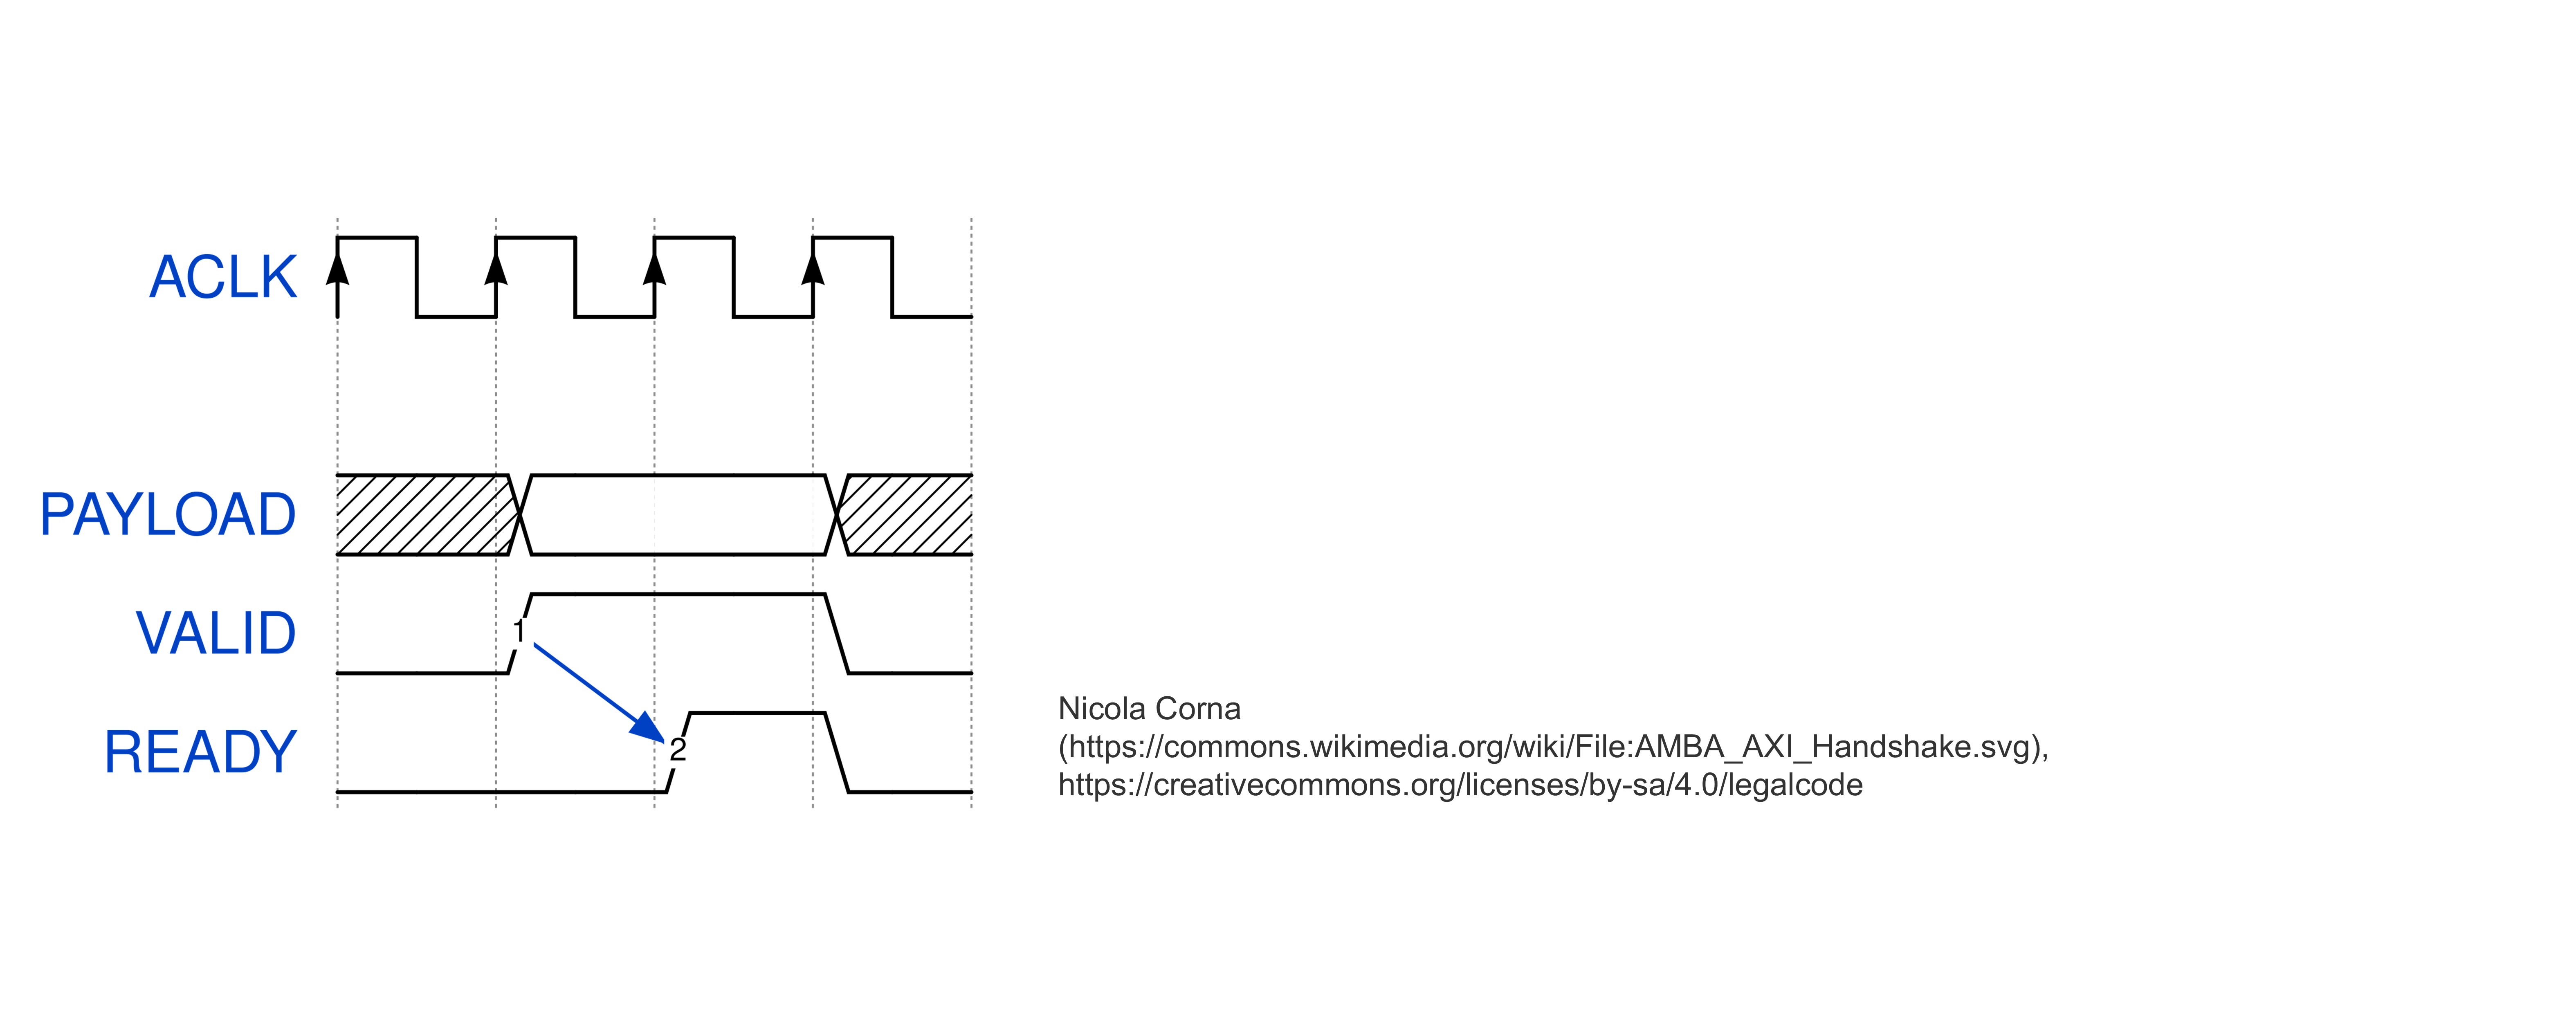 ACLK
PAYLOAD
VALID
1
READY
2
Nicola Corna
(https://commons.wikimedia.org/wiki/File:AMBA_AXI_Handshake.svg),
https://creativecommons.org/licenses/by-sa/4.0/legalcode